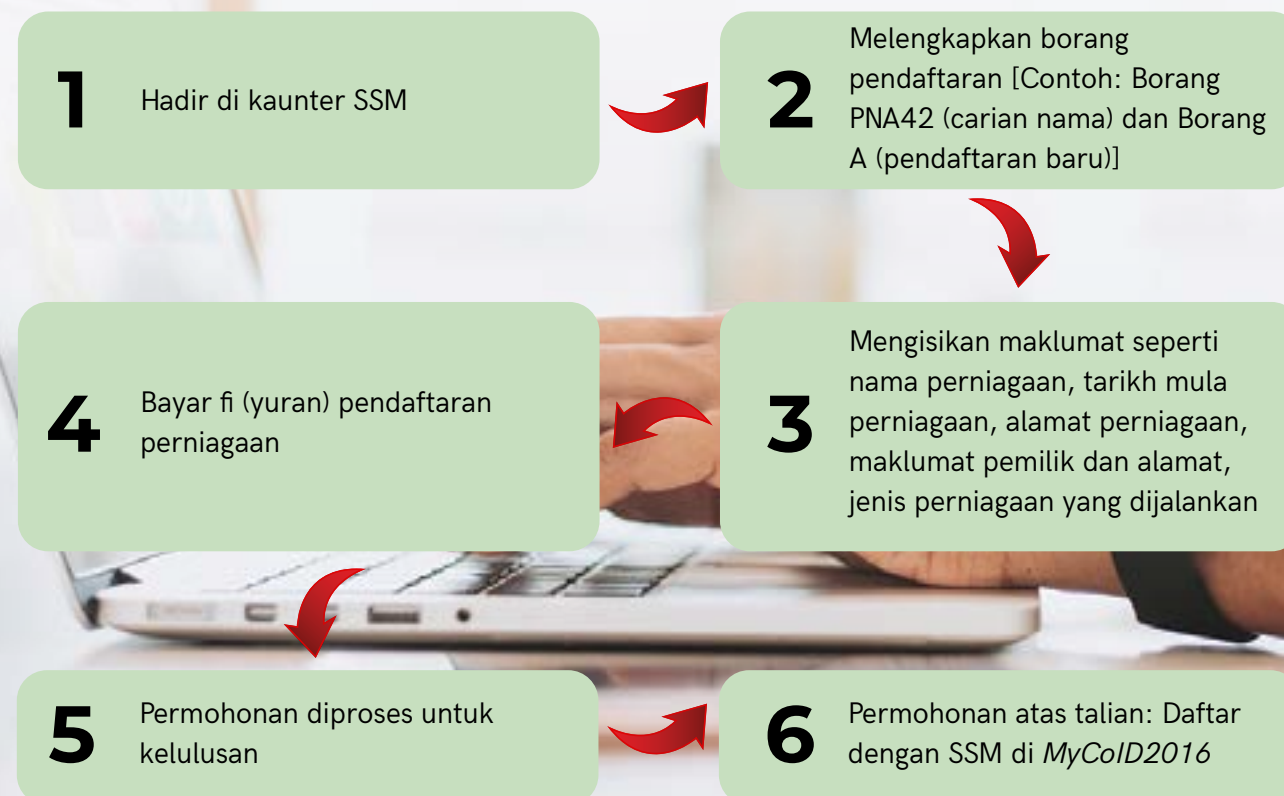 1
Hadir di kaunter SSM
2
Melengkapkan borang
pendaftaran [Contoh: Borang
PNA42 (carian nama) dan Borang
A (pendaftaran baru)]
3
Mengisikan maklumat seperti
nama perniagaan, tarikh mula
perniagaan, alamat perniagaan,
maklumat pemilik dan alamat,
jenis perniagaan yang dijalankan
4
Bayar fi (yuran) pendaftaran
perniagaan
5
Permohonan diproses untuk
kelulusan
6
Permohonan atas talian: Daftar
dengan SSM di MyCoID2016